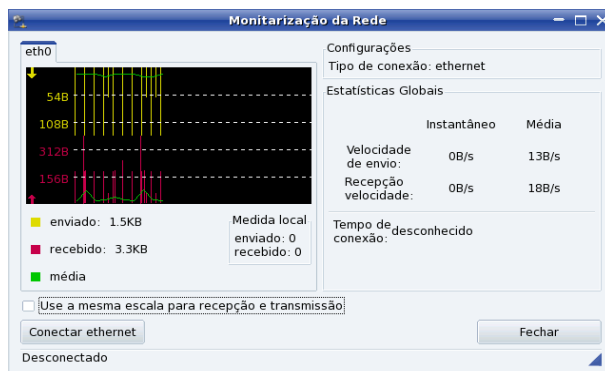 Monitarização da Rede
eth0
54B
108B
312B
156B
enviado: 1.5KB
recebido: 3.3KB
média
Medida local
enviado: 0
recebido: 0
Configurações
Tipo de conexão: ethernet
Estatísticas Globais
Instantâneo Média
Velocidade
de envio: 0B/s 13B/s
Recepção
velocidade: 0B/s 18B/s
Tempo de
conexão: desconhecido
Use a mesma escala para recepção e transmissão
Conectar ethernet Fechar
Desconectado